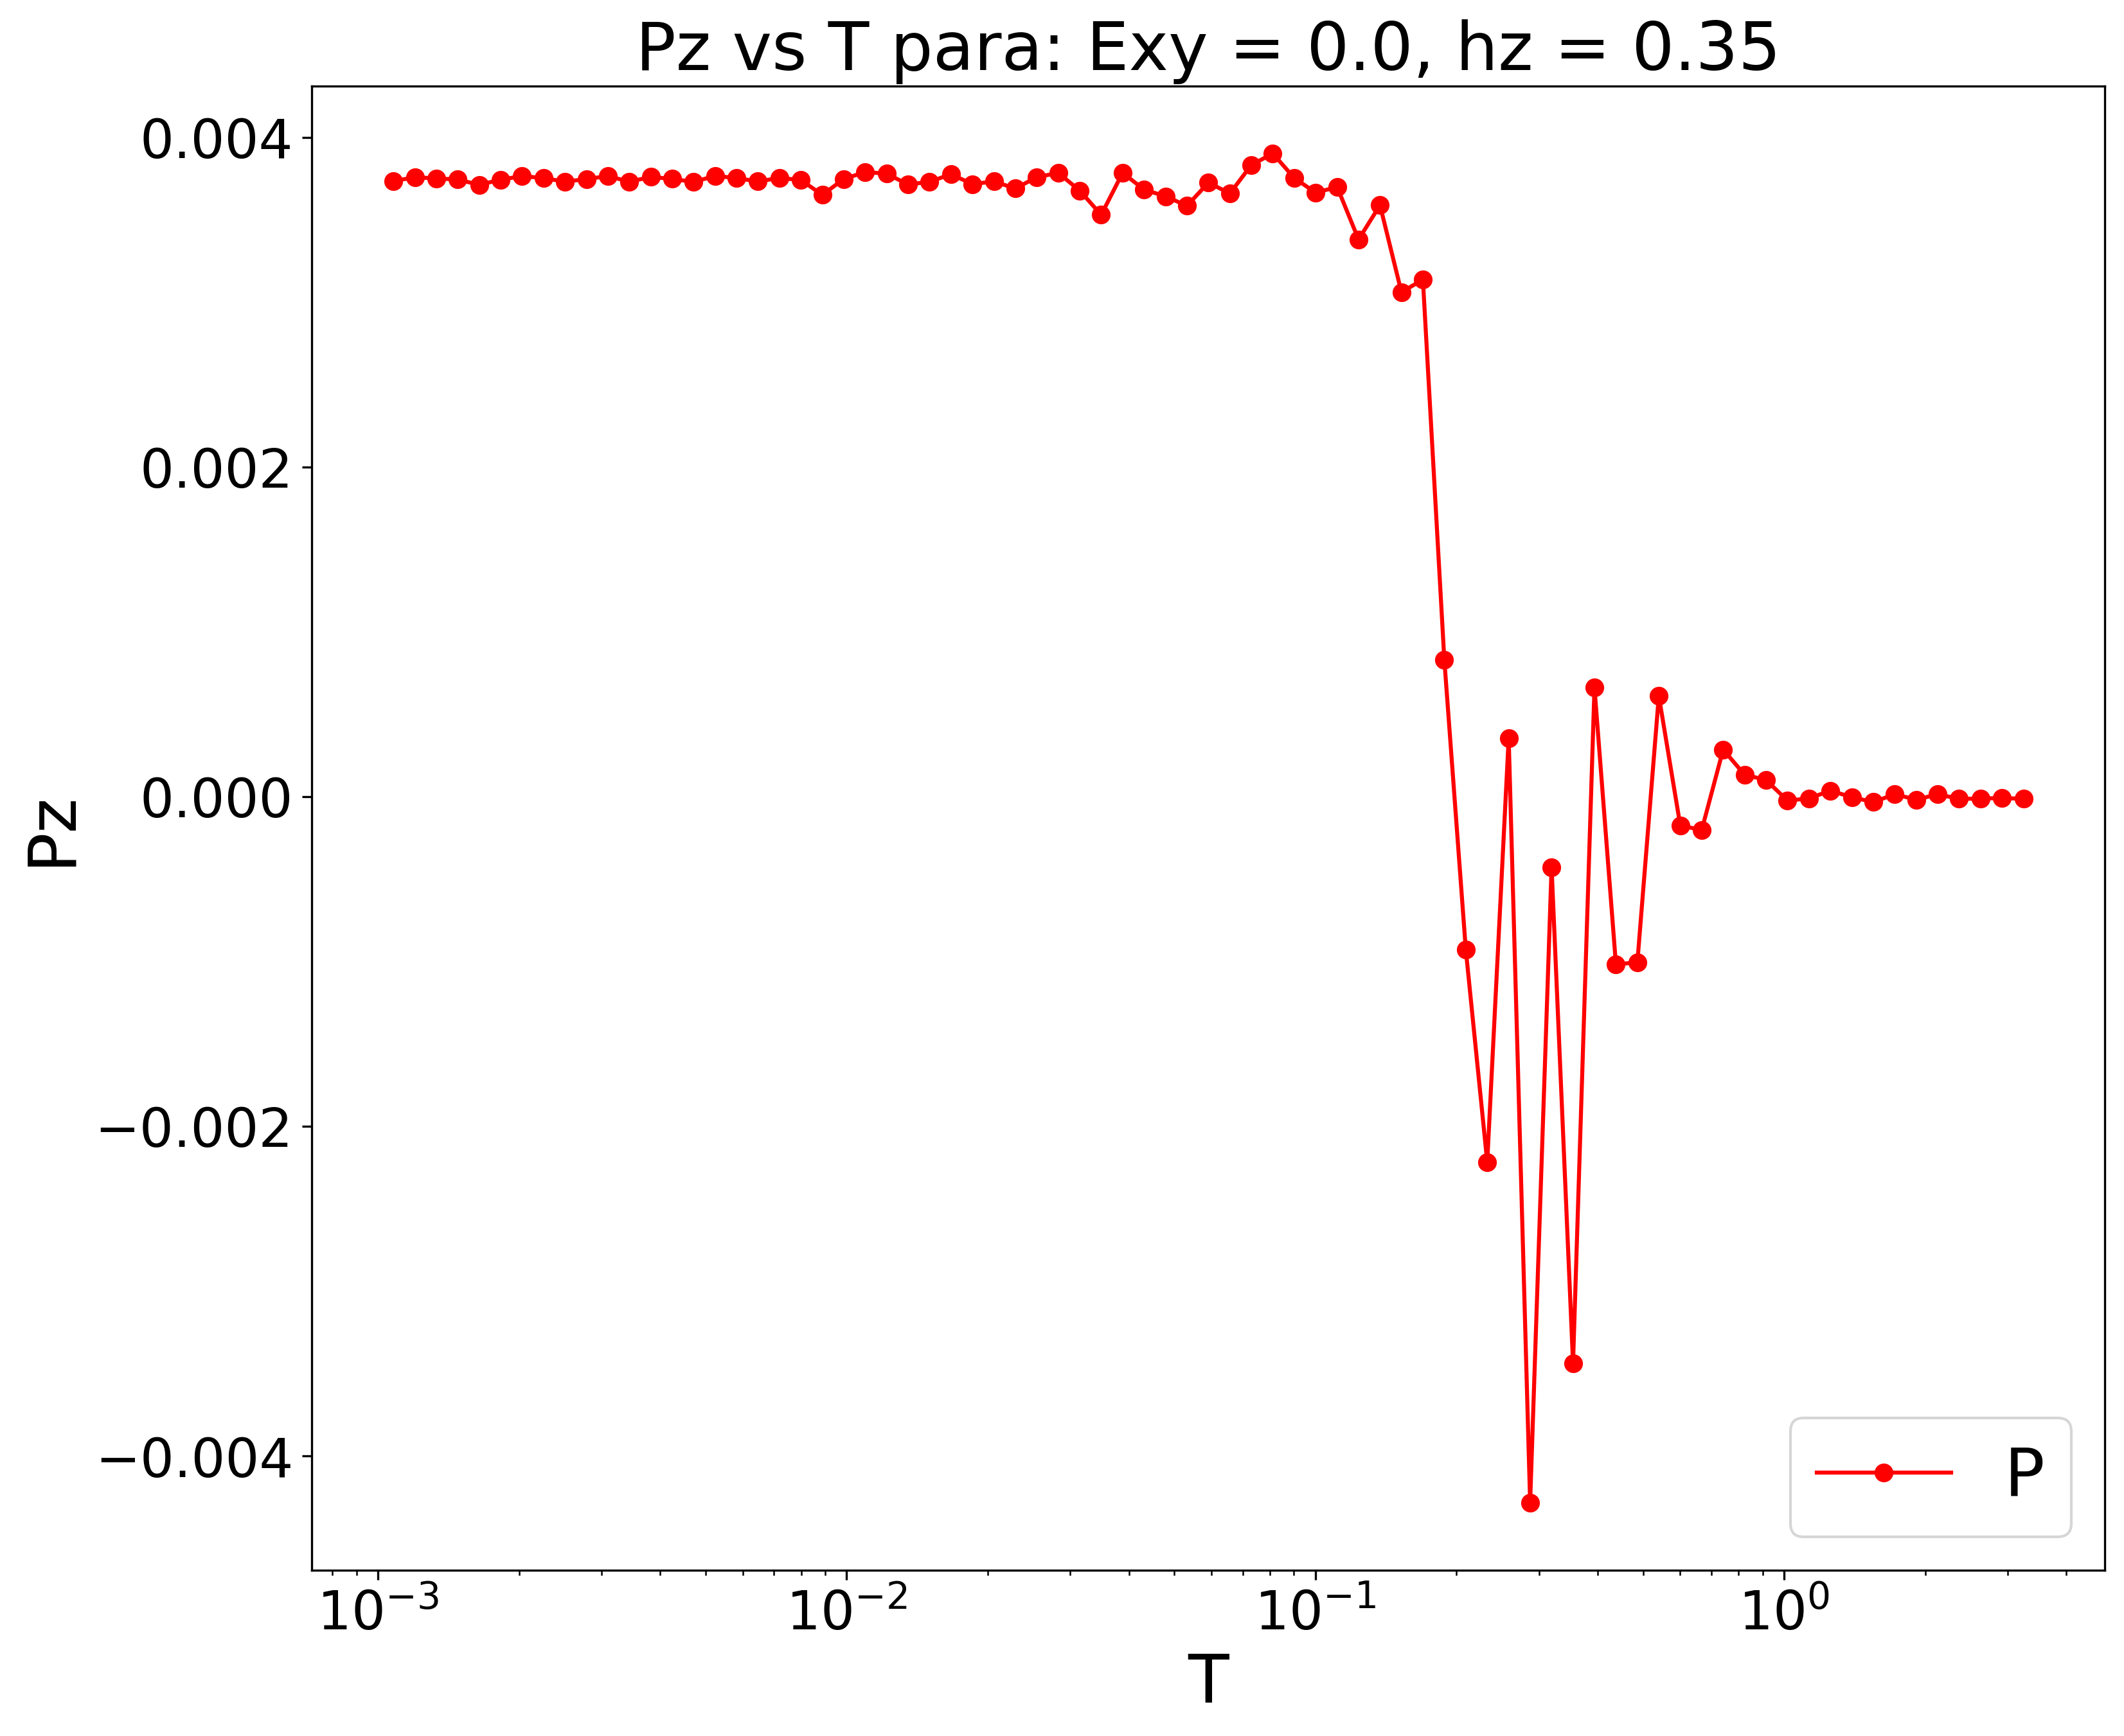 Pz vs T para: Exy = 0.0, hz = 0.35
0.004
0.002
0.000
−0.002
−0.004
Pz
P
10⁻³ 10⁻² 10⁻¹ 10⁰
T